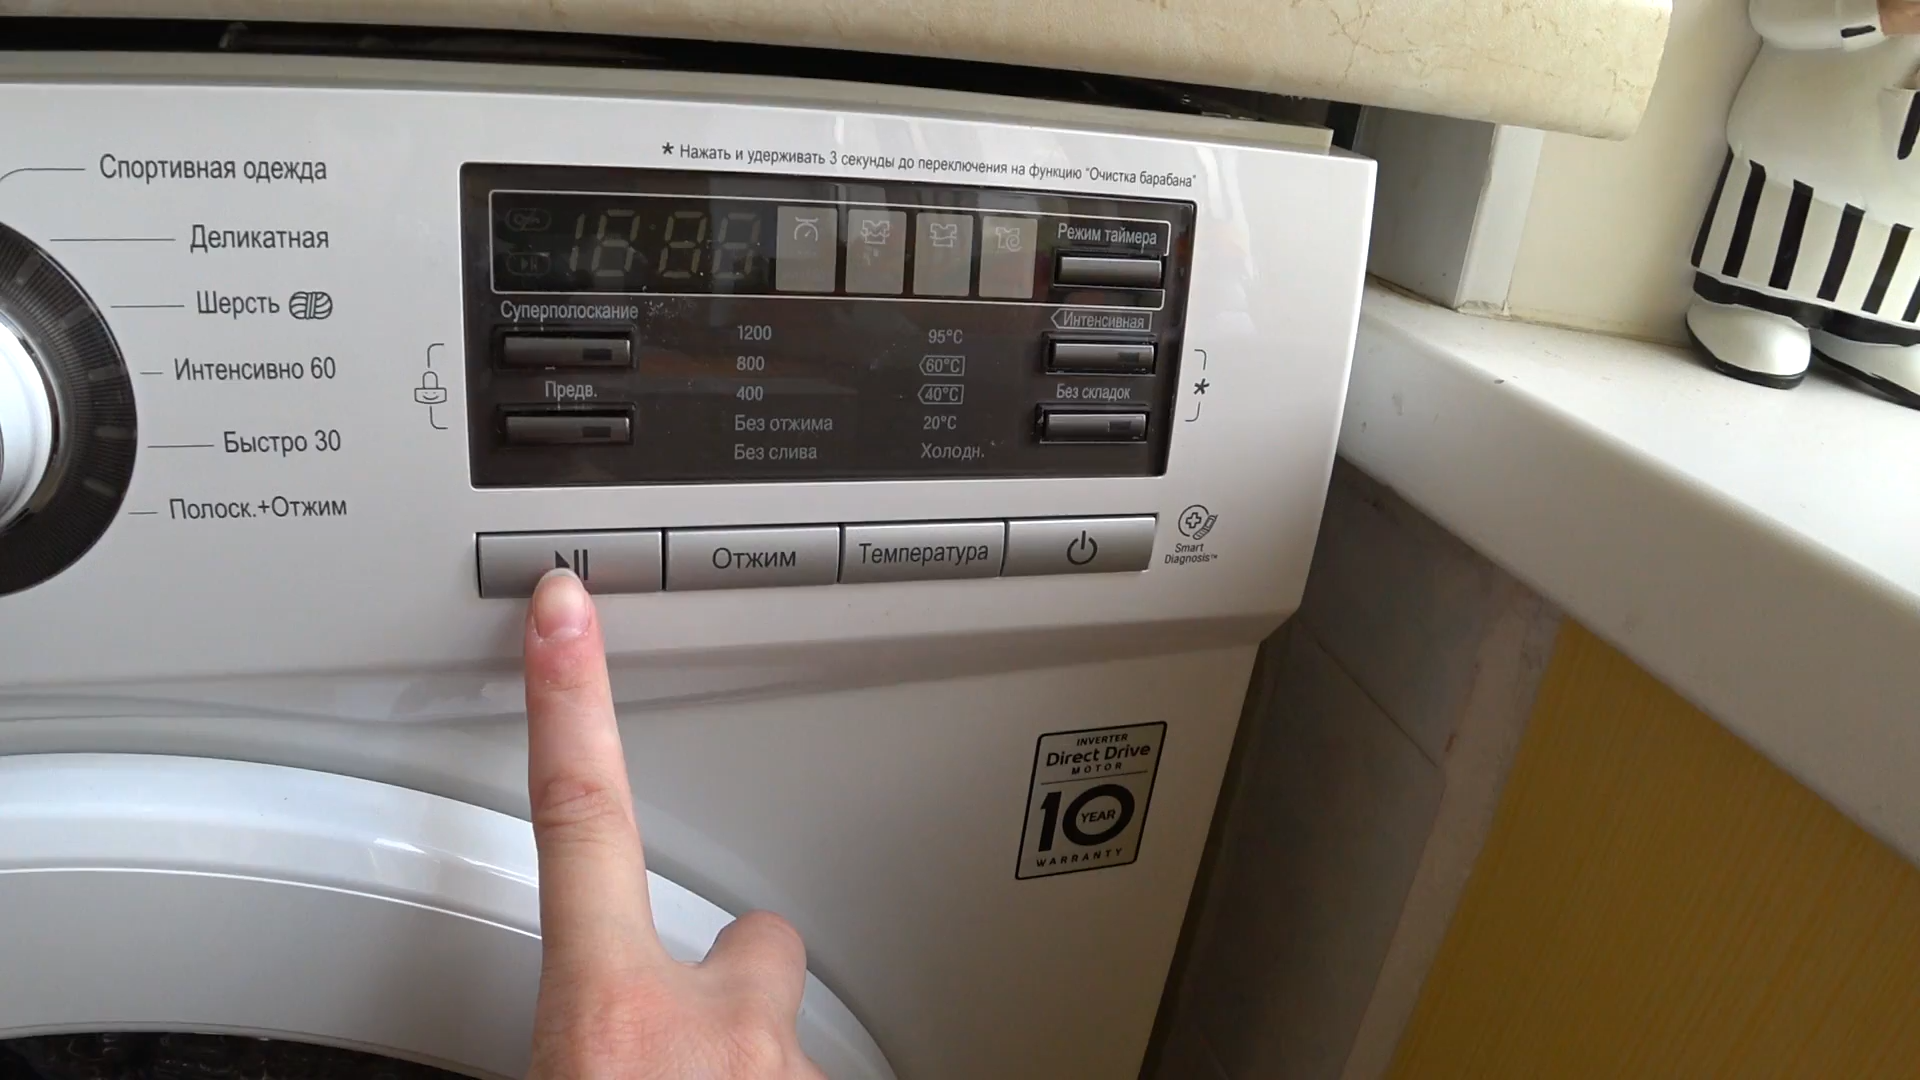 * Нажать и удерживать 3 секунды до переключения на функцию "Очистка барабана"
Спортивная одежда
Деликатная
Шерсть
Интенсивно 60
Быстро 30
Полоск.+Отжим
18:88
Режим таймера
Суперполоскание
Предв.
1200
800
400
Без отжима
Без слива
95°C
60°C
40°C
20°C
Холодн.
Интенсивная
Без складок
*
Отжим
Температура
Smart
Diagnosis™
INVERTER
Direct Drive
MOTOR
10 YEAR
WARRANTY